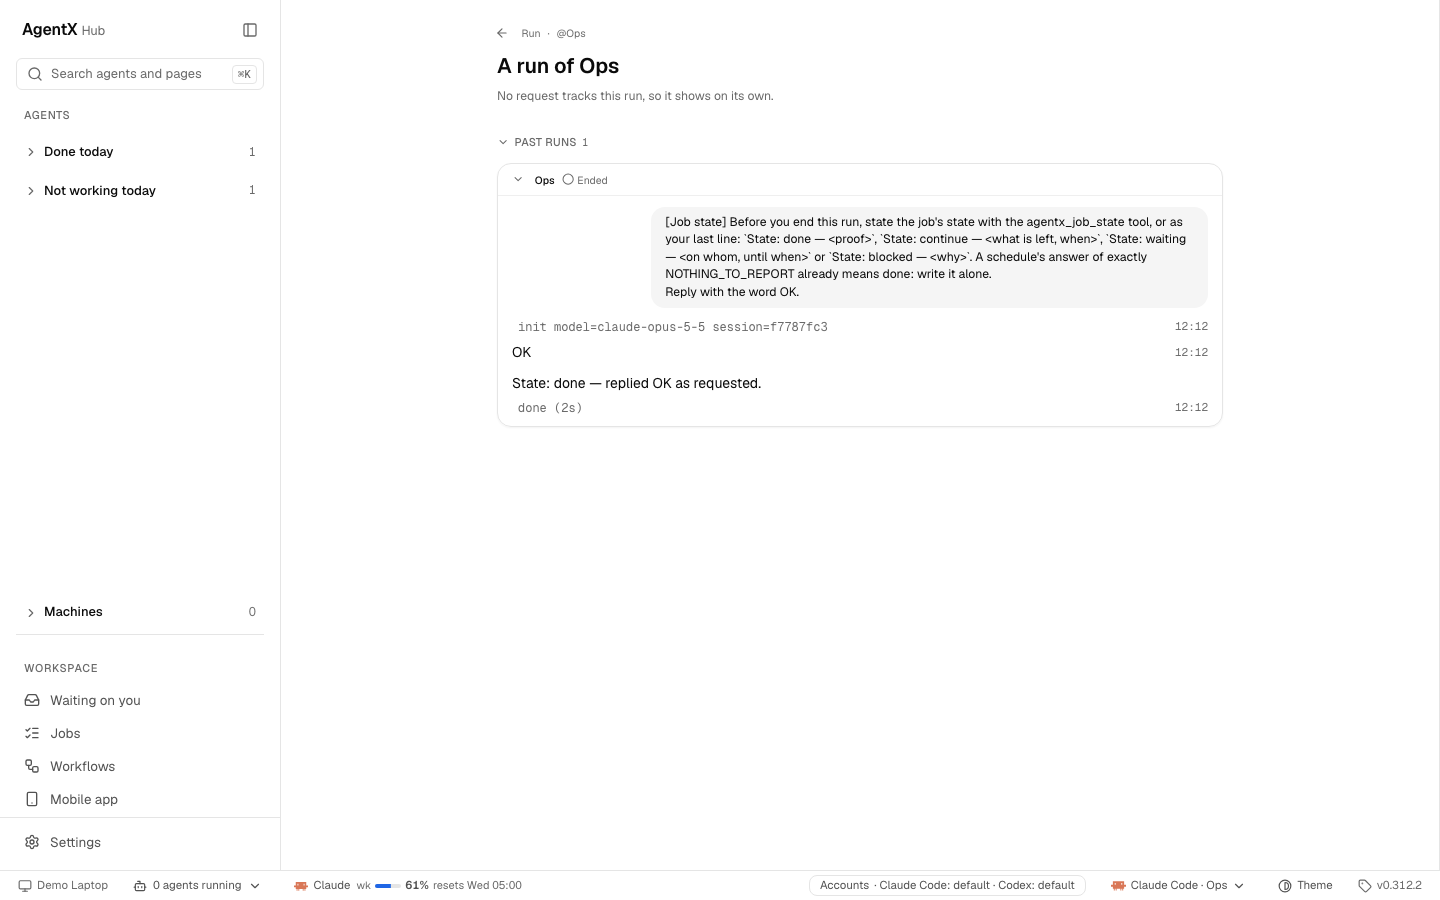 AgentX Hub
Search agents and pages ⌘K
AGENTS
Done today 1
Not working today 1
Machines 0
WORKSPACE
Waiting on you
Jobs
Workflows
Mobile app
Settings
Run · @Ops
A run of Ops
No request tracks this run, so it shows on its own.
PAST RUNS 1
Ops Ended
[Job state] Before you end this run, state the job's state with the agentx_job_state tool, or as
your last line: `State: done — <proof>`, `State: continue — <what is left, when>`, `State: waiting
— <on whom, until when>` or `State: blocked — <why>`. A schedule's answer of exactly
NOTHING_TO_REPORT already means done: write it alone.
Reply with the word OK.
init model=claude-opus-5-5 session=f7787fc3 12:12
OK 12:12
State: done — replied OK as requested.
done (2s) 12:12
Demo Laptop 0 agents running Claude wk 61% resets Wed 05:00 Accounts · Claude Code: default · Codex: default Claude Code · Ops Theme v0.312.2